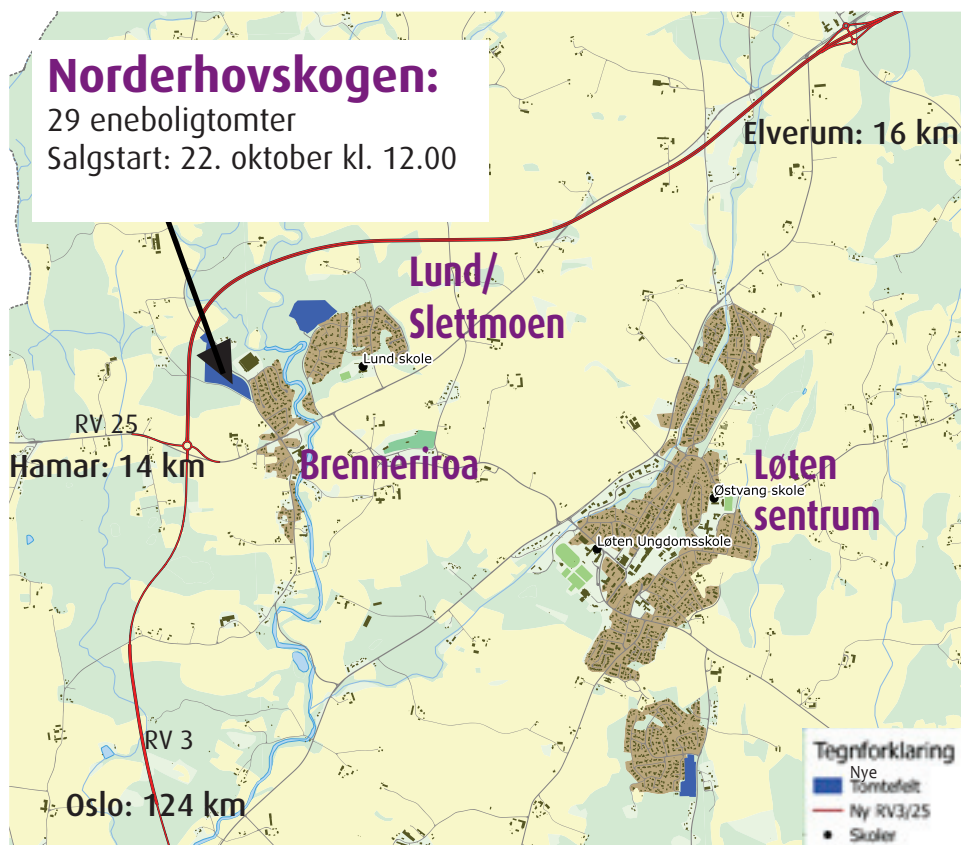 Norderhovskogen:
29 eneboligtomter
Salgstart: 22. oktober kl. 12.00
Elverum: 16 km
Lund/
Slettmoen
Lund skole
RV 25
Hamar: 14 km
Brenneriroa
Løten
sentrum
Østvang skole
Løten Ungdomsskole
RV 3
Oslo: 124 km
Tegnforklaring
Nye
Tomtefelt
Ny RV3/25
Skoler